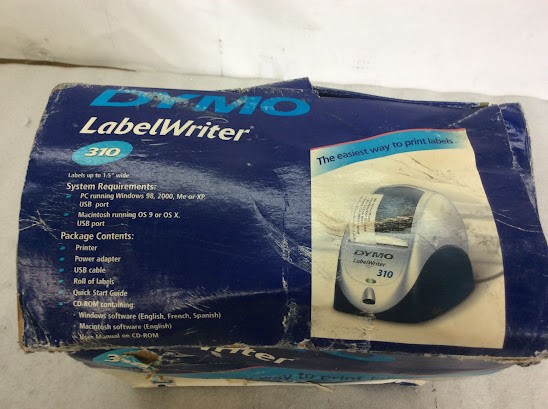 DYMO
LabelWriter
310
Labels up to 1.5" wide
System Requirements:
PC running Windows 98, 2000, Me or XP
USB port
Macintosh running OS 9 or OS X.
USB port
Package Contents:
Printer
Power adapter
USB cable
Roll of labels
Quick Start Guide
CD-ROM containing:
Windows software (English, French, Spanish)
Macintosh software (English)
User Manual on CD-ROM
The easiest way to print labels
DYMO
LabelWriter
310
Writer
way to print